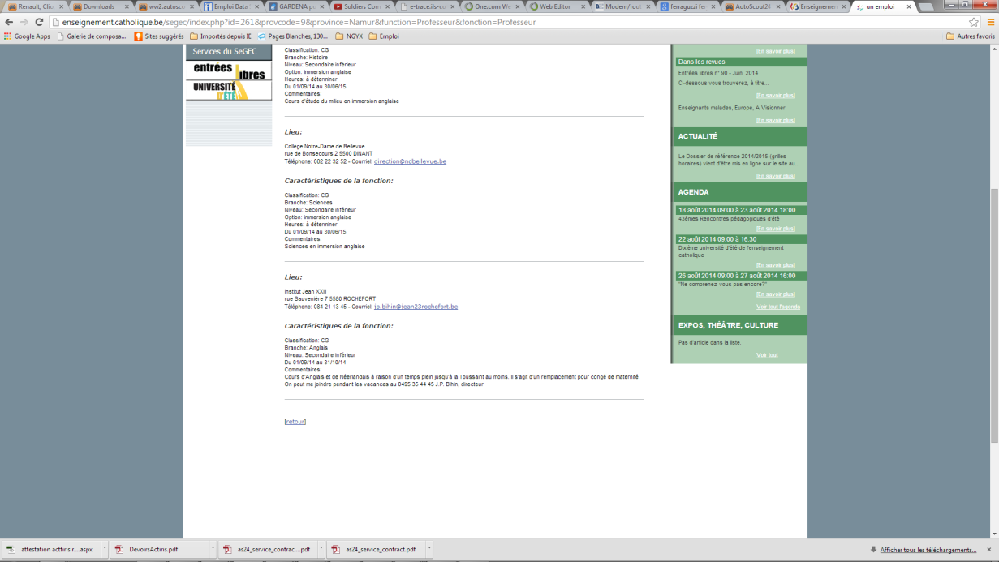 Renault, Clio,
Downloads
ww2.autosco
Emploi Data
GARDENA po
Soldiers Com
e-trace.ils-co
One.com We
Web Editor
Modem/rout
ferraguzzi fer
AutoScout24
Enseignemen
un emploi
enseignement.catholique.be/segec/index.php?id=261&provcode=9&province=Namur&function=Professeur&fonction=Professeur
Google Apps
Galerie de composa...
Sites suggérés
Importés depuis IE
Pages Blanches, 130...
NGYX
Emploi
Autres favoris
Services du SeGEC
entrées libres
UNIVERSITÉ D'ÉTÉ
Classification: CG
Branche: Histoire
Niveau: Secondaire inférieur
Option: immersion anglaise
Heures: à déterminer
Du 01/09/14 au 30/06/15
Commentaires:
Cours d'étude du milieu en immersion anglaise
Lieu:
Collège Notre-Dame de Bellevue
rue de Bonsecours 2 5500 DINANT
Téléphone: 082 22 32 52 - Courriel: direction@ndbellevue.be
Caractéristiques de la fonction:
Classification: CG
Branche: Sciences
Niveau: Secondaire inférieur
Option: immersion anglaise
Heures: à déterminer
Du 01/09/14 au 30/06/15
Commentaires:
Sciences en immersion anglaise
Lieu:
Institut Jean XXIII
rue Sauvenière 7 5580 ROCHEFORT
Téléphone: 084 21 13 45 - Courriel: jp.bihin@jean23rochefort.be
Caractéristiques de la fonction:
Classification: CG
Branche: Anglais
Niveau: Secondaire inférieur
Du 01/09/14 au 31/10/14
Commentaires:
Cours d'Anglais et de Néerlandais à raison d'un temps plein jusqu'à la Toussaint au moins. Il s'agit d'un remplacement pour congé de maternité.
On peut me joindre pendant les vacances au 0495 35 44 45 J.P. Bihin, directeur
[retour]
[En savoir plus]
Dans les revues
Entrées libres n° 90 - Juin 2014
Ci-dessous vous trouverez, à titre...
[En savoir plus]
Enseignants malades, Europe, A Visionner
[En savoir plus]
ACTUALITÉ
Le Dossier de référence 2014/2015 (grilles-
horaires) vient d'être mis en ligne sur le site au...
[En savoir plus]
AGENDA
18 août 2014 09:00 à 23 août 2014 18:00
43èmes Rencontres pédagogiques d'été
[En savoir plus]
22 août 2014 09:00 à 16:30
Dixième université d'été de l'enseignement
catholique
[En savoir plus]
26 août 2014 09:00 à 27 août 2014 16:00
"Ne comprenez-vous pas encore?"
[En savoir plus]
Voir tout l'agenda
EXPOS, THÉÂTRE, CULTURE
Pas d'article dans la liste.
Voir tout
attestation acttiris r....aspx
DevoirsActiris.pdf
as24_service_contrac....pdf
as24_service_contract.pdf
Afficher tous les téléchargements...